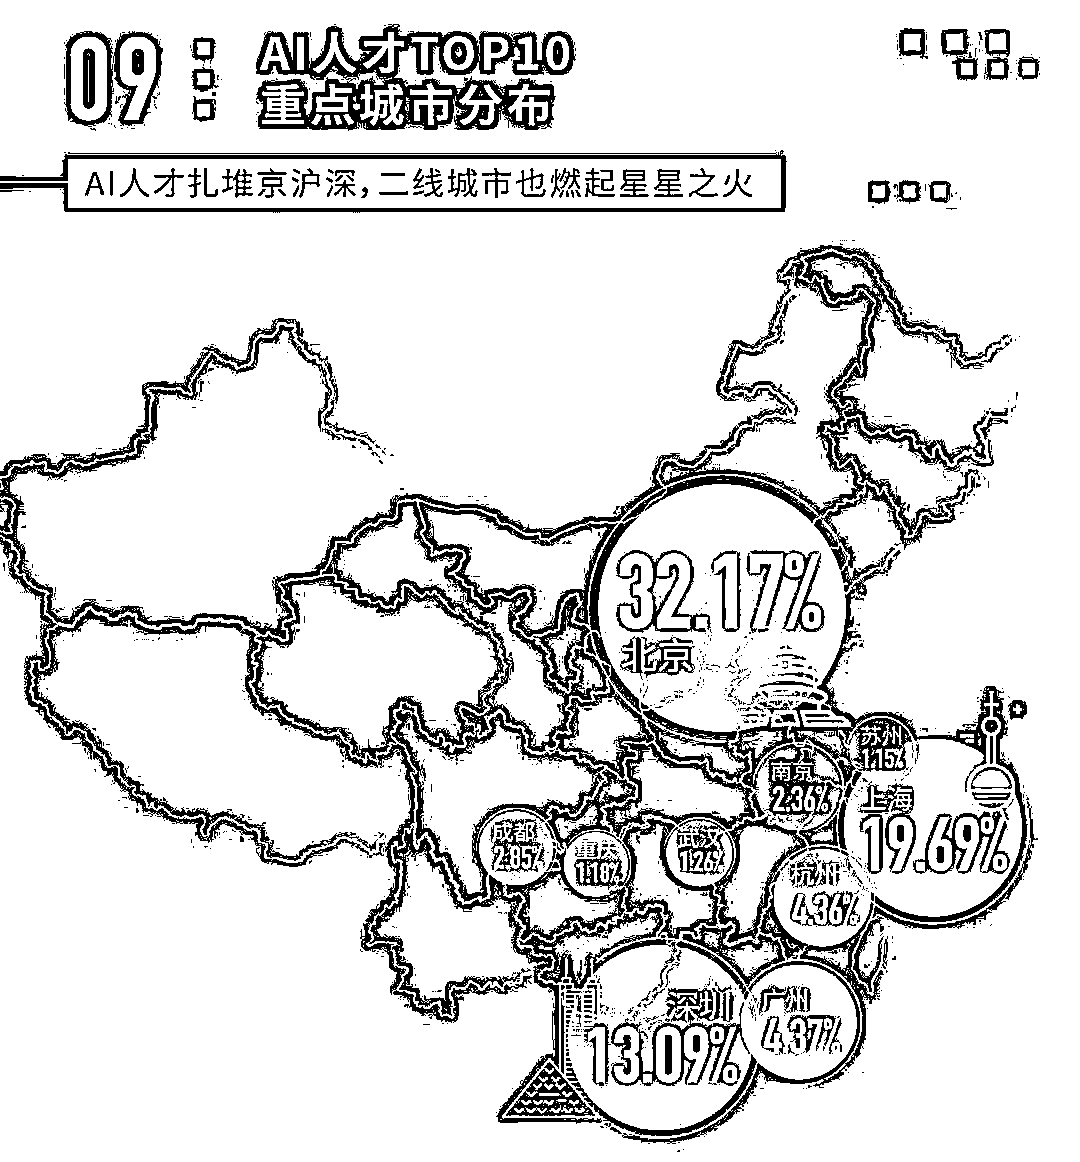 09
AI人才TOP10
重点城市分布
AI人才扎堆京沪深，二线城市也燃起星星之火
32.17%
北京
苏州
1.15%
南京
2.36%
上海
19.69%
成都
2.85%
重庆
1.18%
武汉
1.26%
杭州
4.36%
深圳
13.09%
广州
4.37%